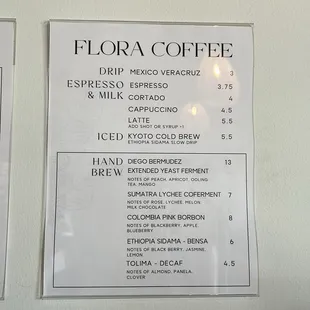 FLORA COFFEE
DRIP MEXICO VERACRUZ 3
ESPRESSO ESPRESSO 3.75
& MILK CORTADO 4
CAPPUCCINO 4.5
LATTE 5.5
ADD SHOT OR SYRUP +1
ICED KYOTO COLD BREW 5.5
ETHIOPIA SIDAMA SLOW DRIP
HAND DIEGO BERMUDEZ 13
BREW EXTENDED YEAST FERMENT
NOTES OF PEACH, APRICOT, OOLING
TEA, MANGO
SUMATRA LYCHEE COFERMENT 7
NOTES OF ROSE, LYCHEE, MELON
MILK CHOCOLATE
COLOMBIA PINK BORBON 8
NOTES OF BLACKBERRY, APPLE,
BLUEBERRY
ETHIOPIA SIDAMA - BENSA 6
NOTES OF BLACK BERRY, JASMINE,
LEMON
TOLIMA - DECAF 4.5
NOTES OF ALMOND, PANELA,
CLOVER